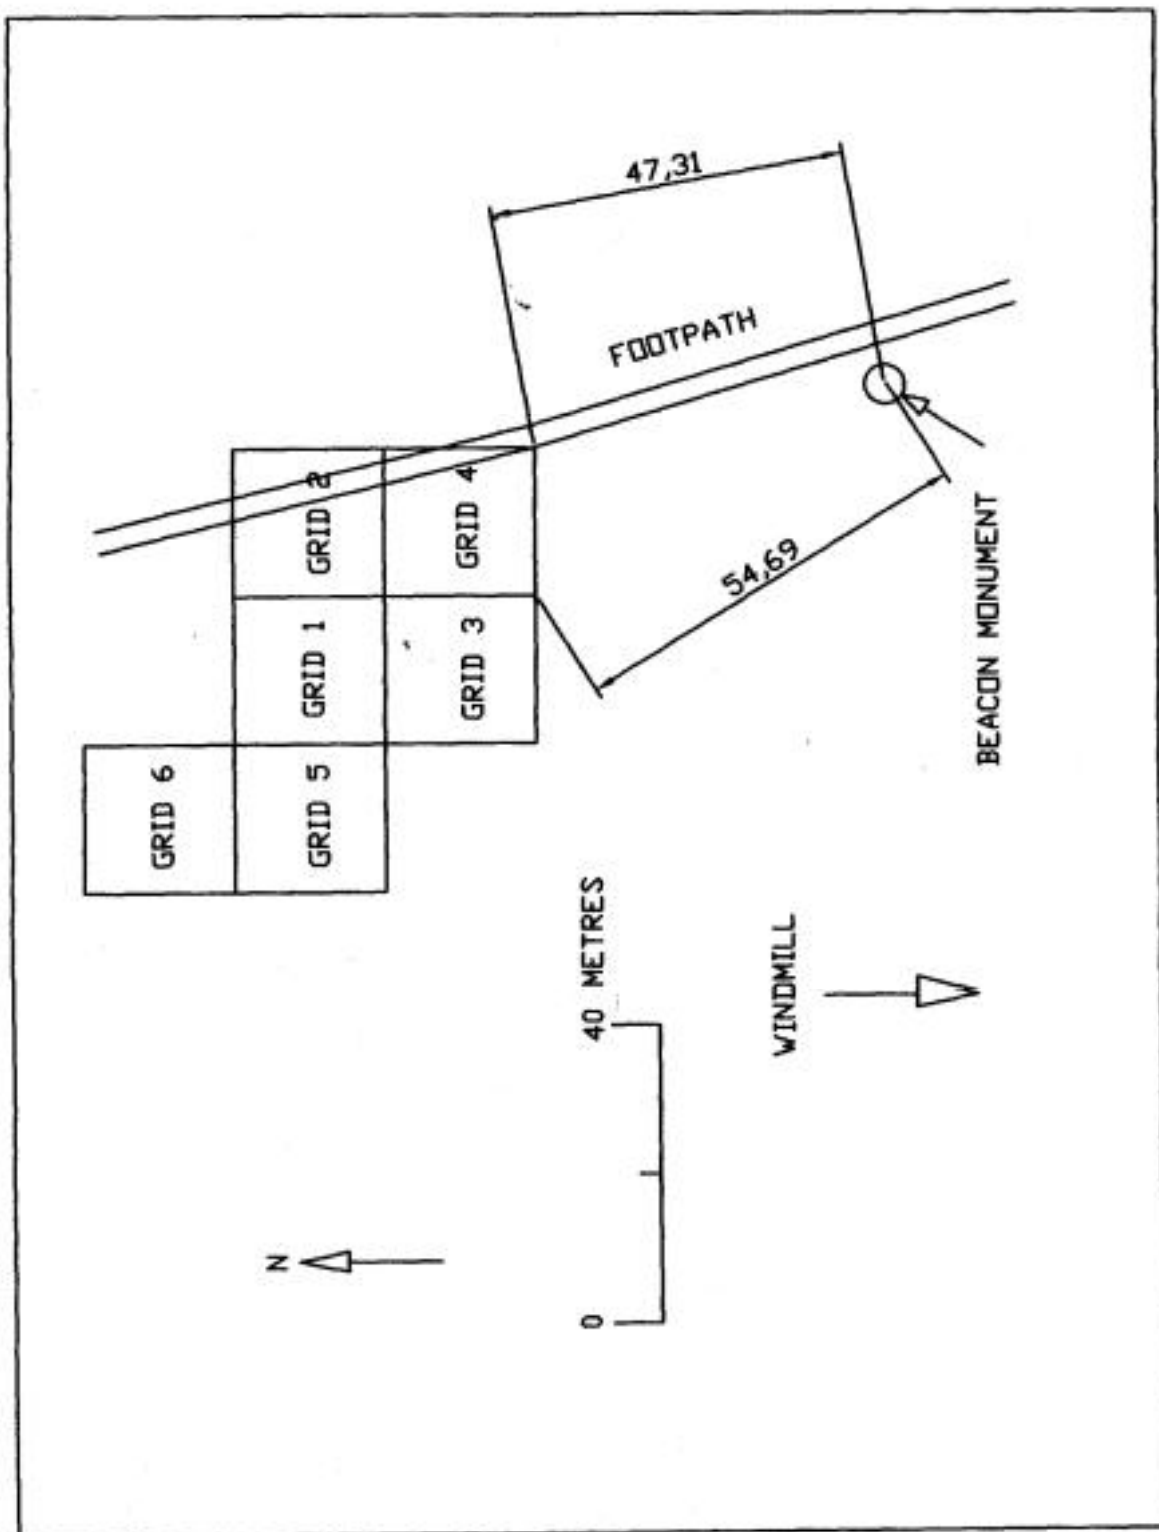 47,31
FOOTPATH
GRID 2
GRID 4
54,69
BEACON MONUMENT
GRID 1
GRID 3
GRID 6
GRID 5
40 METRES
WINDMILL
N
0